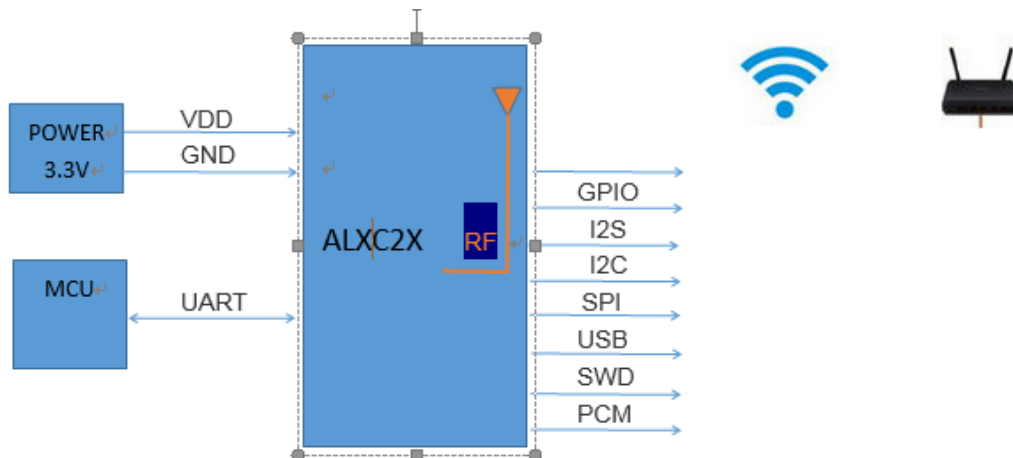 POWER
3.3V
VDD
GND
MCU
UART
ALXC2X
RF
GPIO
I2S
I2C
SPI
USB
SWD
PCM